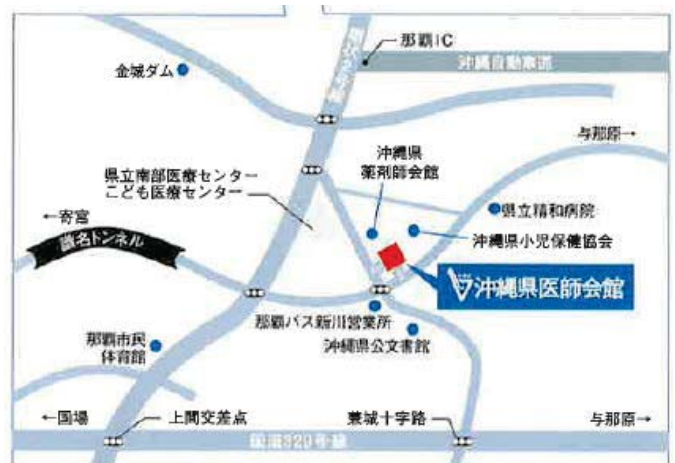 那覇IC
沖縄自動車道
金城ダム
環状2号線
与那原→
沖縄県
薬剤師会館
県立南部医療センター
こども医療センター
県立精和病院
←寄宮
沖縄県小児保健協会
識名トンネル
沖縄県医師会館
那覇バス新川営業所
沖縄県公文書館
那覇市民
体育館
←国場
上間交差点
兼城十字路
与那原→
国道329号線